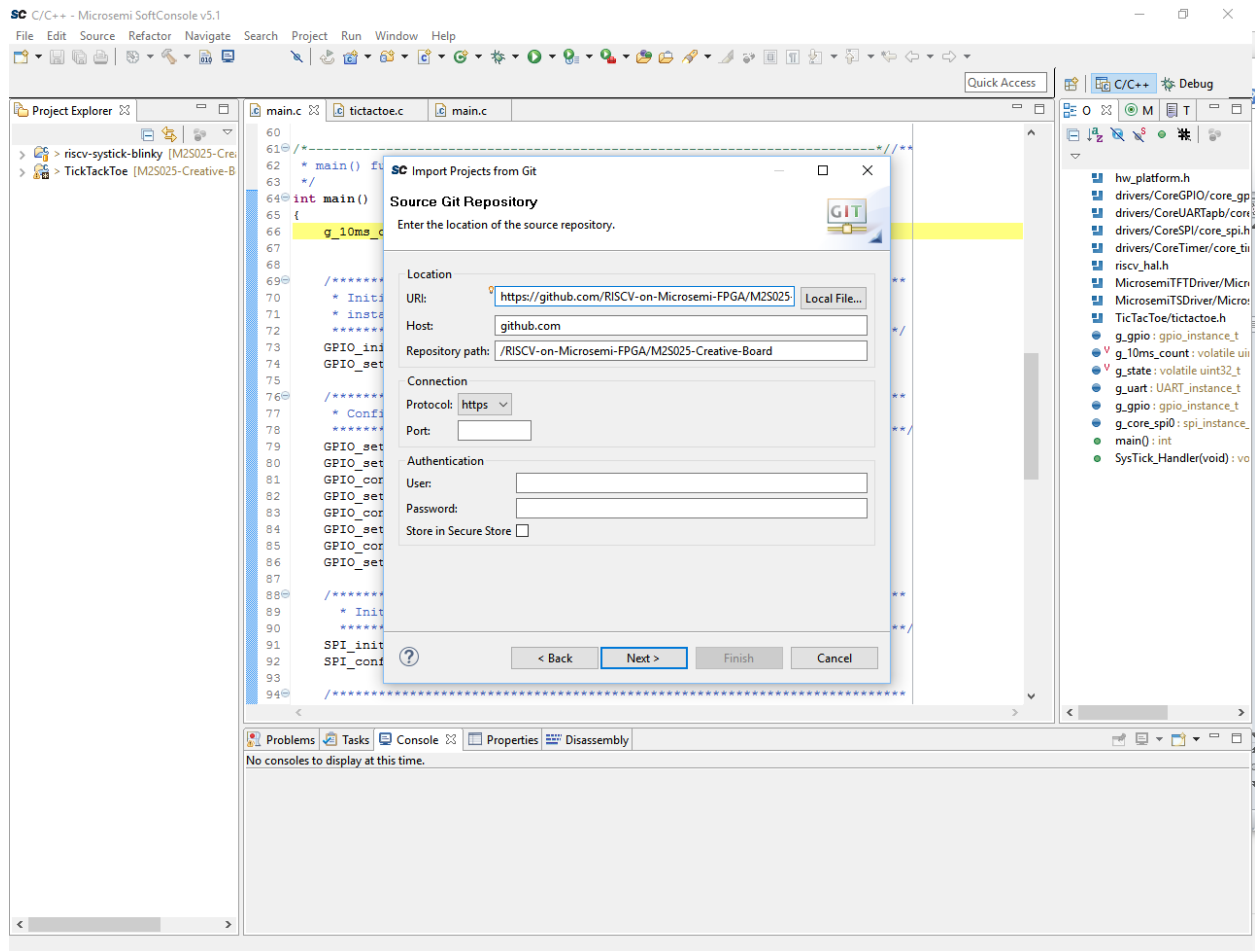 SC C/C++ - Microsemi SoftConsole v5.1
File Edit Source Refactor Navigate Search Project Run Window Help
Quick Access
C/C++ Debug
Project Explorer
riscv-systick-blinky [M2S025-Crea
TickTackToe [M2S025-Creative-B
main.c tictactoe.c main.c
60
61 /*-------------------------------------------------------------------------*//**
62 * main() fu
63 */
64 int main()
65 {
66 g_10ms_c
67
68
69 /*******
70 * Initi
71 * insta
72 ******* */
73 GPIO_ini
74 GPIO_set
75
76 /*******
77 * Confi
78 ******* **/
79 GPIO_set
80 GPIO_set
81 GPIO_con
82 GPIO_set
83 GPIO_con
84 GPIO_set
85 GPIO_con
86 GPIO_set
87
88 /*******
89 * Init
90 ****** **/
91 SPI_init
92 SPI_conf
93
94 /**************************************************************************
SC Import Projects from Git
Source Git Repository
Enter the location of the source repository.
GIT
Location
URI: https://github.com/RISCV-on-Microsemi-FPGA/M2S025- Local File...
Host: github.com
Repository path: /RISCV-on-Microsemi-FPGA/M2S025-Creative-Board
Connection
Protocol: https
Port:
Authentication
User:
Password:
Store in Secure Store
? < Back Next > Finish Cancel
O M T
hw_platform.h
drivers/CoreGPIO/core_gp
drivers/CoreUARTapb/core
drivers/CoreSPI/core_spi.h
drivers/CoreTimer/core_ti
riscv_hal.h
MicrosemiTFTDriver/Micr
MicrosemiTSDriver/Micro
TicTacToe/tictactoe.h
g_gpio : gpio_instance_t
g_10ms_count : volatile ui
g_state : volatile uint32_t
g_uart : UART_instance_t
g_gpio : gpio_instance_t
g_core_spi0 : spi_instance_
main() : int
SysTick_Handler(void) : vo
Problems Tasks Console Properties Disassembly
No consoles to display at this time.